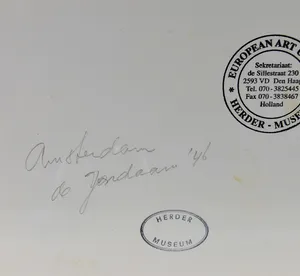 EUROPEAN ART
Sekretariaat:
de Sillestraat 230
2593 VD Den Haag
Tel. 070-3825445
Fax 070-3838467
Holland
* HERDER - MUSE
Amsterdam
de Jordaan '46
HERDER
MUSEUM